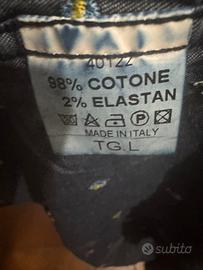 40122
98% COTONE
2% ELASTAN
MADE IN ITALY
TG.L
subito